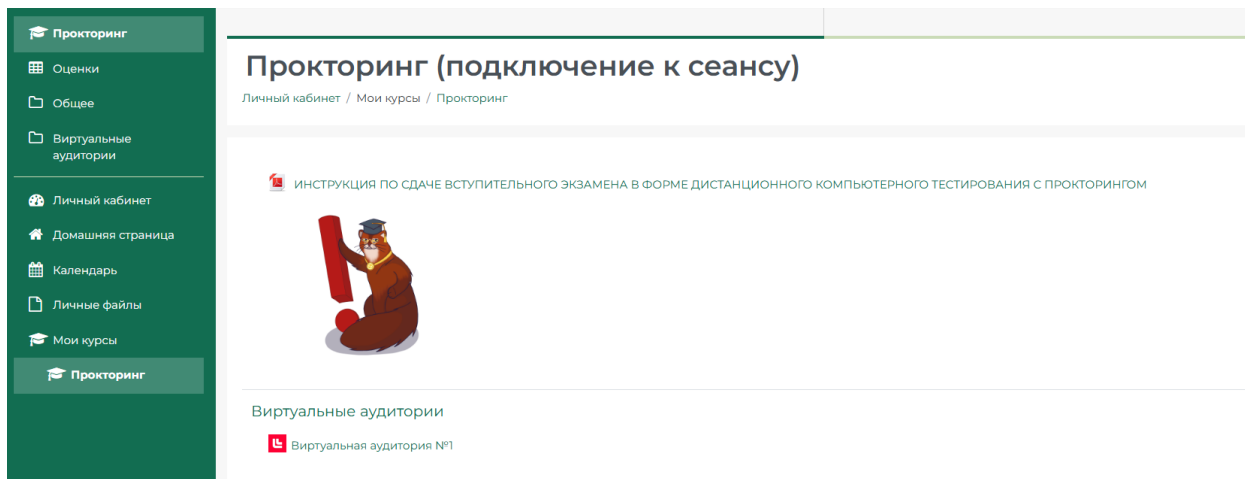 Прокторинг
Оценки
Общее
Виртуальные
аудитории
Личный кабинет
Домашняя страница
Календарь
Личные файлы
Мои курсы
Прокторинг
Прокторинг (подключение к сеансу)
Личный кабинет / Мои курсы / Прокторинг
ИНСТРУКЦИЯ ПО СДАЧЕ ВСТУПИТЕЛЬНОГО ЭКЗАМЕНА В ФОРМЕ ДИСТАНЦИОННОГО КОМПЬЮТЕРНОГО ТЕСТИРОВАНИЯ С ПРОКТОРИНГОМ
Виртуальные аудитории
Виртуальная аудитория №1